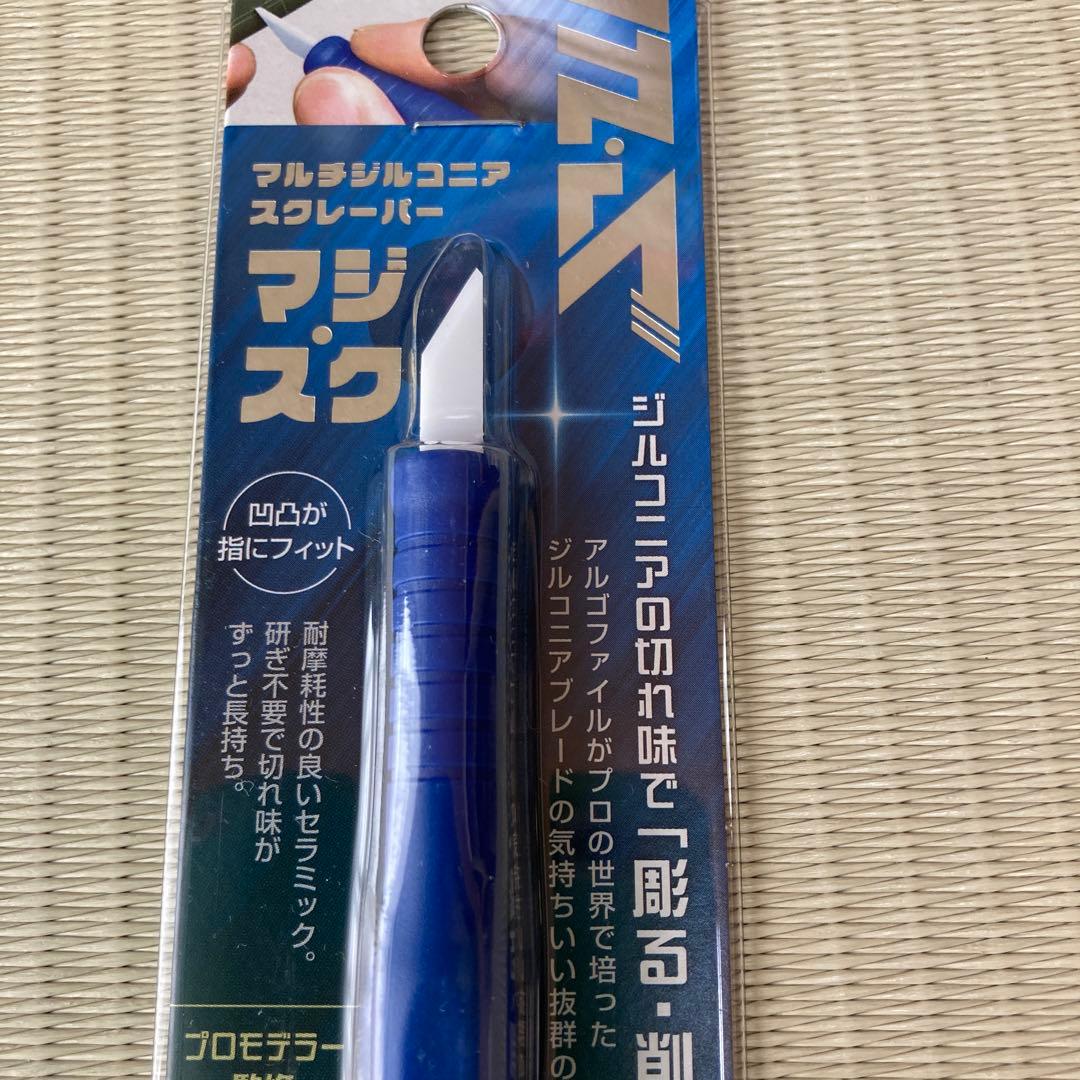 マルチジルコニア
スクレーパー
マジ・
スク
凹凸が
指にフィット
耐摩耗性の良いセラミック。
研ぎ不要で切れ味が
ずっと長持ち。
プロモデラー
監修
ジルコニアの切れ味で「彫る・削
アルゴファイルがプロの世界で培った
ジルコニアブレードの気持ちいい抜群の